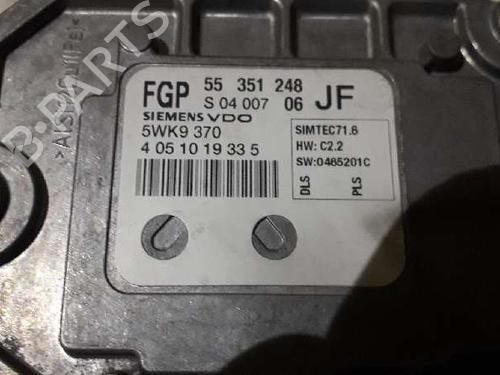 FGP 55 351 248
S 04 007 06 JF
SIEMENS VDO
5WK9 370
4 05 10 19 33 5
SIMTEC71.6
HW: C2.2
SW:0465201C
DLS PLS
B-PARTS